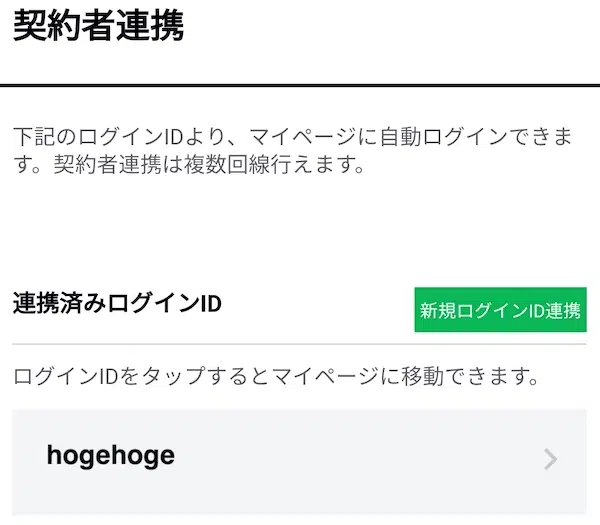 契約者連携
下記のログインIDより、マイページに自動ログインできま
す。契約者連携は複数回線行えます。
連携済みログインID
新規ログインID連携
ログインIDをタップするとマイページに移動できます。
hogehoge